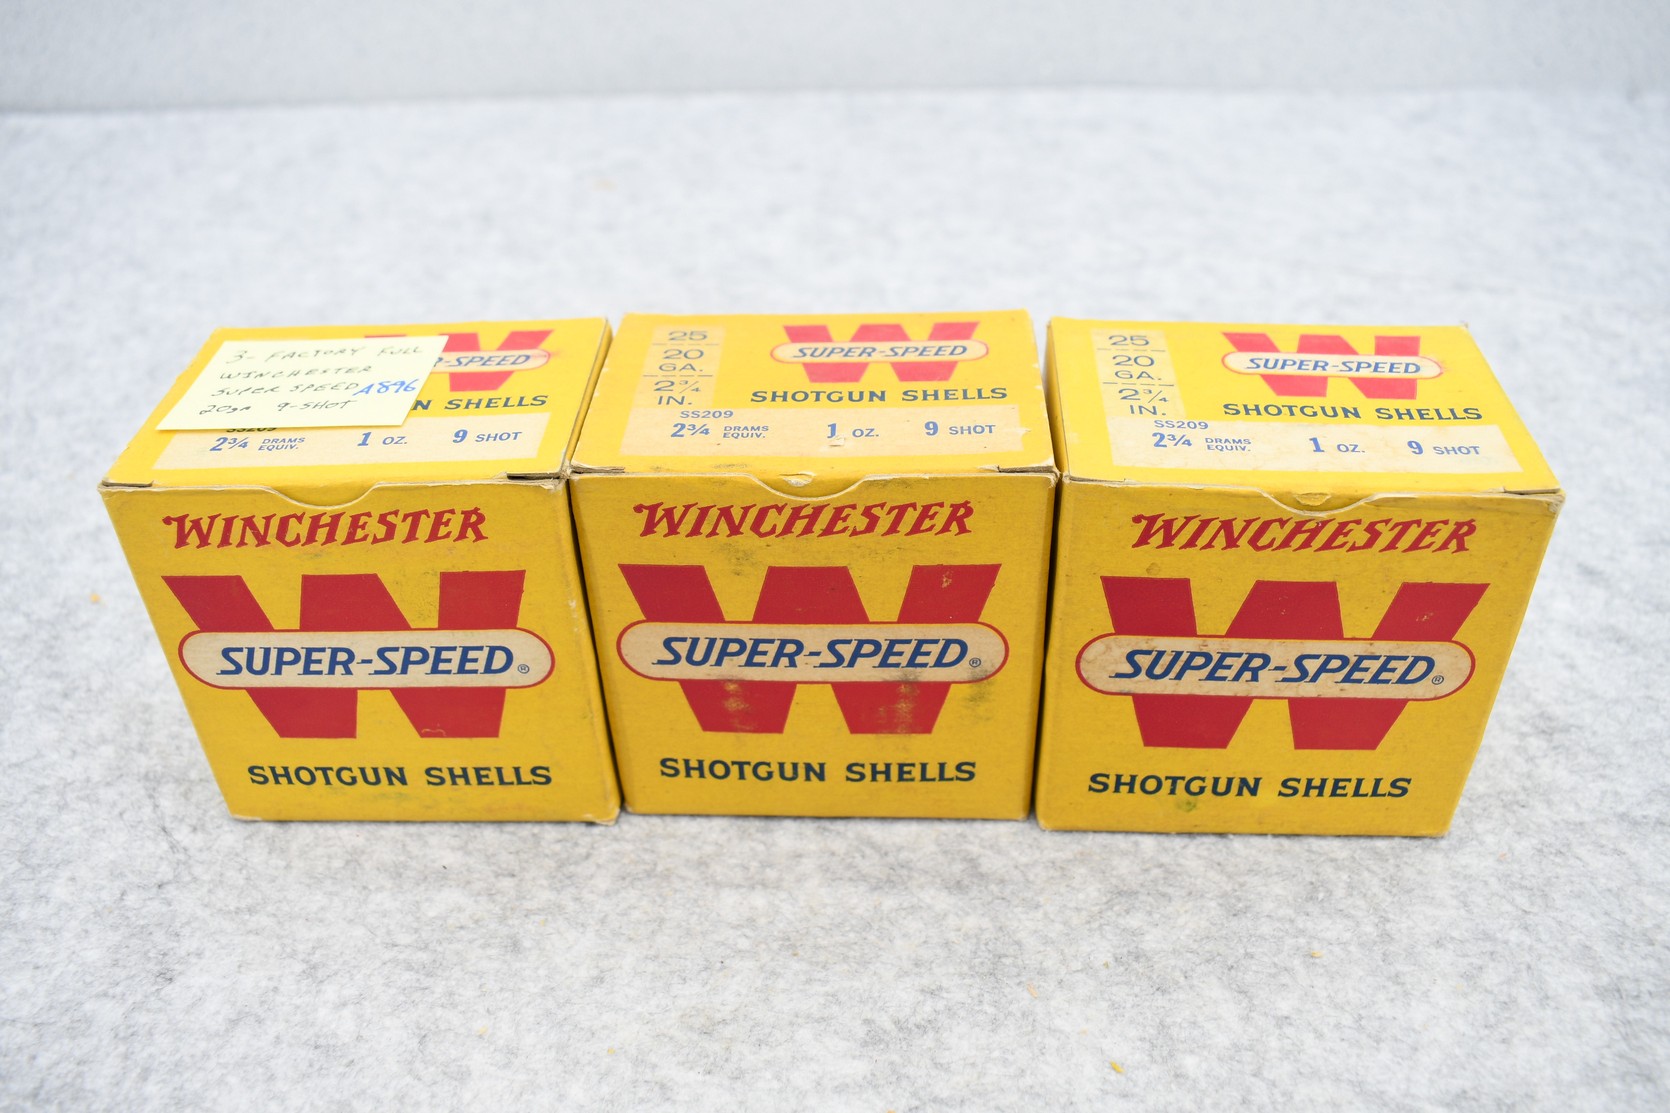 3- FACTORY FULL
WINCHESTER
SUPER SPEED A896
20ga 9-SHOT
W
R-SPEED
N SHELLS
SS209
2¾ DRAMS EQUIV. 1 OZ. 9 SHOT
WINCHESTER
W
SUPER-SPEED®
SHOTGUN SHELLS
25
20
GA.
2¾
IN.
W
SUPER-SPEED
SHOTGUN SHELLS
SS209
2¾ DRAMS EQUIV. 1 OZ. 9 SHOT
WINCHESTER
W
SUPER-SPEED®
SHOTGUN SHELLS
25
20
GA.
2¾
IN.
W
SUPER-SPEED
SHOTGUN SHELLS
SS209
2¾ DRAMS EQUIV. 1 OZ. 9 SHOT
WINCHESTER
W
SUPER-SPEED®
SHOTGUN SHELLS